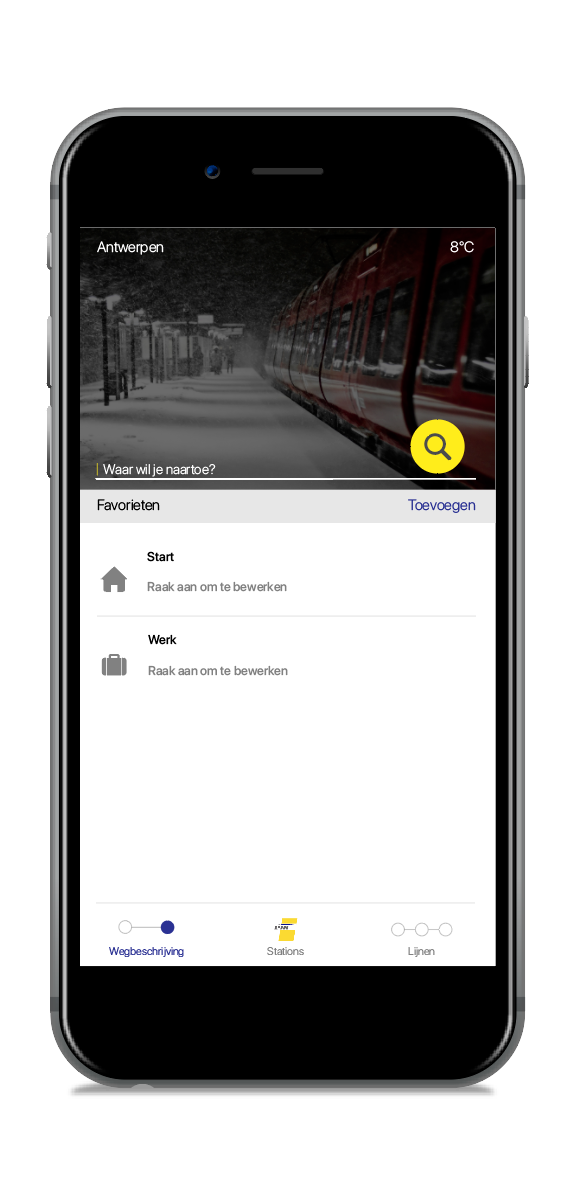 Antwerpen 8°C
Waar wil je naartoe?
Favorieten Toevoegen
Start
Raak aan om te bewerken
Werk
Raak aan om te bewerken
Wegbeschrijving Stations Lijnen